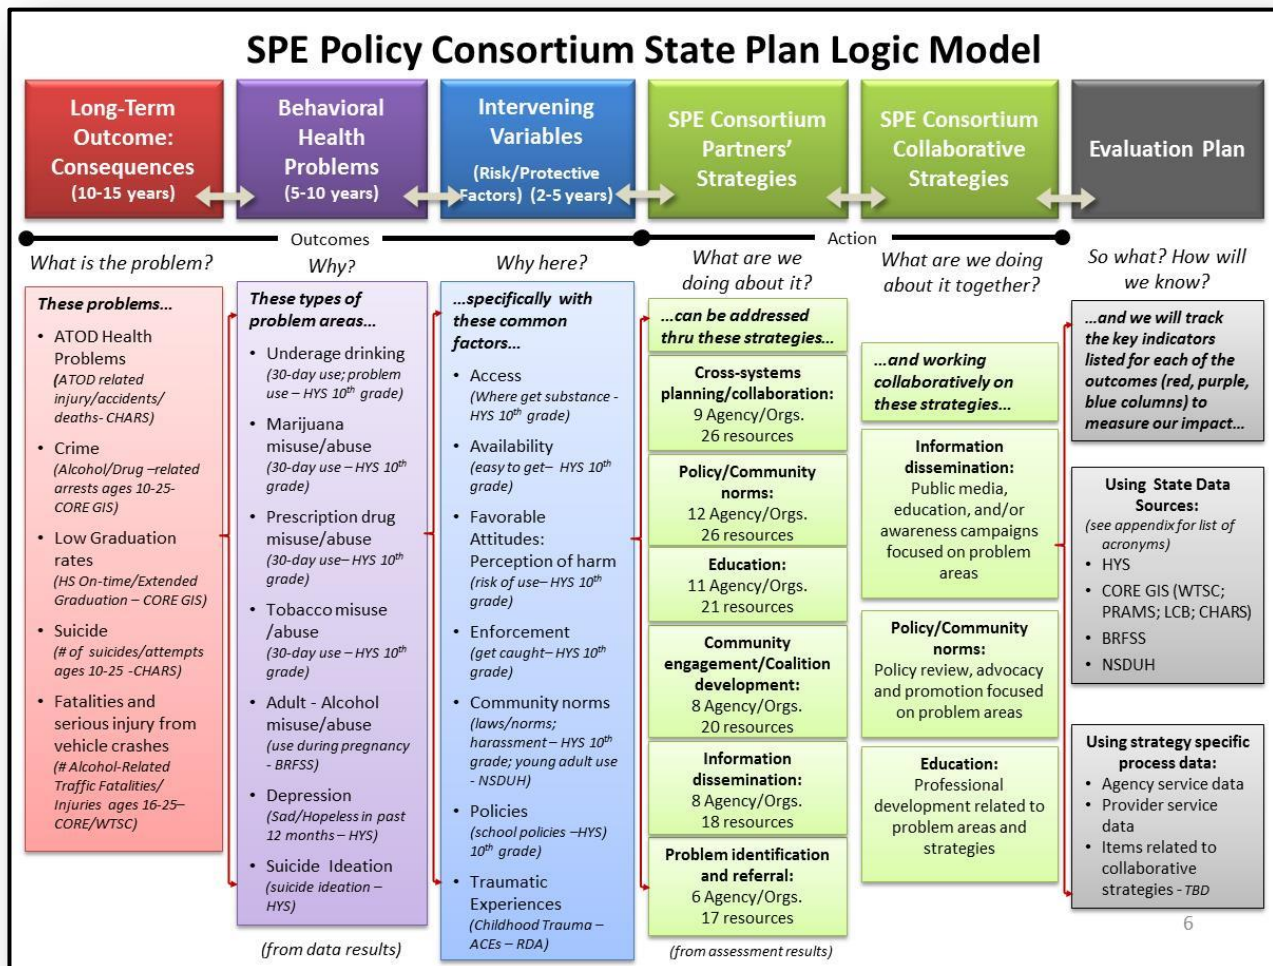 SPE Policy Consortium State Plan Logic Model
Long-Term
Outcome:
Consequences
(10-15 years)
Behavioral
Health
Problems
(5-10 years)
Intervening
Variables
(Risk/Protective
Factors) (2-5 years)
SPE Consortium
Partners’
Strategies
SPE Consortium
Collaborative
Strategies
Evaluation Plan
Outcomes
Action
What is the problem?
These problems...
• ATOD Health
Problems
(ATOD related
injury/accidents/
deaths- CHARS)
• Crime
(Alcohol/Drug –related
arrests ages 10-25-
CORE GIS)
• Low Graduation
rates
(HS On-time/Extended
Graduation – CORE GIS)
• Suicide
(# of suicides/attempts
ages 10-25 -CHARS)
• Fatalities and
serious injury from
vehicle crashes
(# Alcohol-Related
Traffic Fatalities/
Injuries ages 16-25–
CORE/WTSC)
Why?
These types of
problem areas...
• Underage drinking
(30-day use; problem
use – HYS 10th grade)
• Marijuana
misuse/abuse
(30-day use – HYS 10th
grade)
• Prescription drug
misuse/abuse
(30-day use– HYS 10th
grade)
• Tobacco misuse
/abuse
(30-day use – HYS 10th
grade)
• Adult - Alcohol
misuse/abuse
(use during pregnancy
- BRFSS)
• Depression
(Sad/Hopeless in past
12 months – HYS)
• Suicide Ideation
(suicide ideation –
HYS)
(from data results)
Why here?
...specifically with
these common
factors...
• Access
(Where get substance -
HYS 10th grade)
• Availability
(easy to get– HYS 10th
grade)
• Favorable
Attitudes:
Perception of harm
(risk of use– HYS 10th
grade)
• Enforcement
(get caught– HYS 10th
grade)
• Community norms
(laws/norms;
harassment – HYS 10th
grade; young adult use
- NSDUH)
• Policies
(school policies –HYS)
10th grade)
• Traumatic
Experiences
(Childhood Trauma –
ACEs – RDA)
What are we
doing about it?
...can be addressed
thru these strategies...
Cross-systems
planning/collaboration:
9 Agency/Orgs.
26 resources
Policy/Community
norms:
12 Agency/Orgs.
26 resources
Education:
11 Agency/Orgs.
21 resources
Community
engagement/Coalition
development:
8 Agency/Orgs.
20 resources
Information
dissemination:
8 Agency/Orgs.
18 resources
Problem identification
and referral:
6 Agency/Orgs.
17 resources
(from assessment results)
What are we doing
about it together?
...and working
collaboratively on
these strategies...
Information
dissemination:
Public media,
education, and/or
awareness campaigns
focused on problem
areas
Policy/Community
norms:
Policy review, advocacy
and promotion focused
on problem areas
Education:
Professional
development related to
problem areas and
strategies
So what? How will
we know?
...and we will track
the key indicators
listed for each of the
outcomes (red, purple,
blue columns) to
measure our impact...
Using State Data
Sources:
(see appendix for list of
acronyms)
• HYS
• CORE GIS (WTSC;
PRAMS; LCB; CHARS)
• BRFSS
• NSDUH
Using strategy specific
process data:
• Agency service data
• Provider service
data
• Items related to
collaborative
strategies - TBD
6